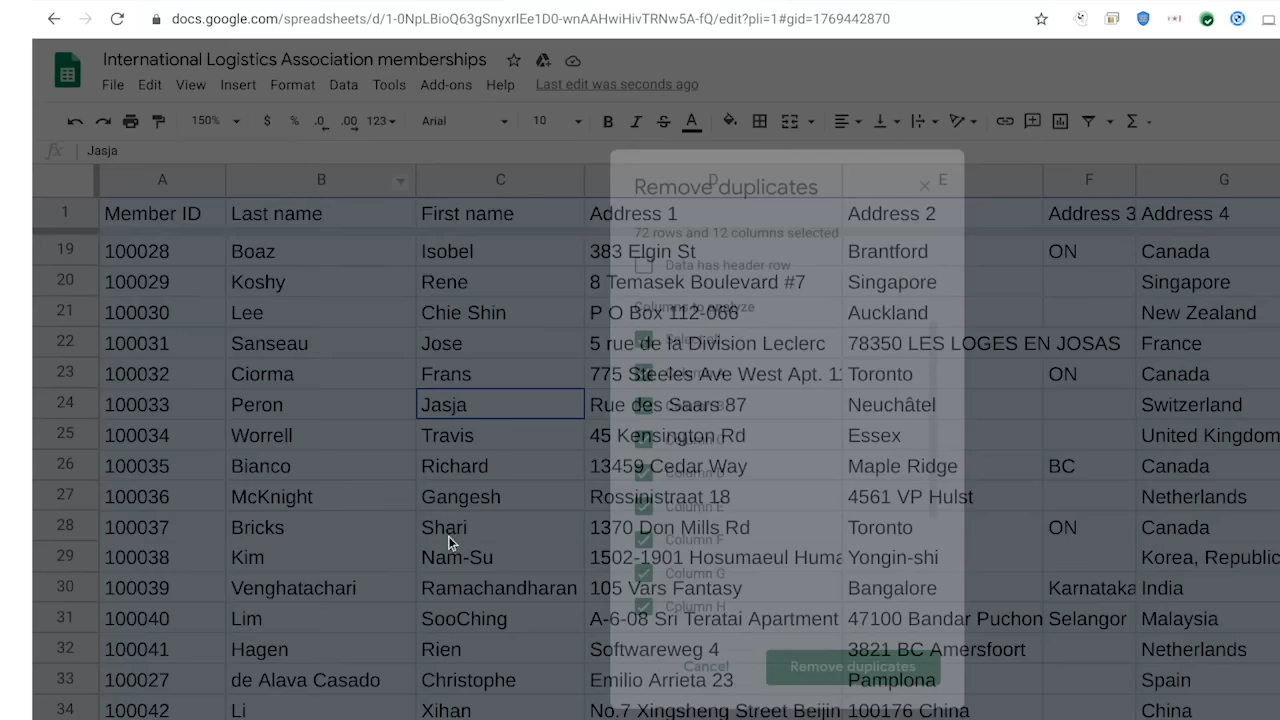 docs.google.com/spreadsheets/d/1-0NpLBioQ63gSnyxrlEe1D0-wnAAHwiHivTRNw5A-fQ/edit?pli=1#gid=1769442870
International Logistics Association memberships
File Edit View Insert Format Data Tools Add-ons Help Last edit was seconds ago
150% $ % .0 .00 123 Arial 10 B I S A Σ
fx Jasja
A B C D E F G
1 Member ID Last name First name Address 1 Address 2 Address 3 Address 4
19 100028 Boaz Isobel 383 Elgin St Brantford ON Canada
20 100029 Koshy Rene 8 Temasek Boulevard #7 Singapore Singapore
21 100030 Lee Chie Shin P O Box 112-066 Auckland New Zealand
22 100031 Sanseau Jose 5 rue de la Division Leclerc 78350 LES LOGES EN JOSAS France
23 100032 Ciorma Frans 775 Steeles Ave West Apt. 11 Toronto ON Canada
24 100033 Peron Jasja Rue des Saars 87 Neuchâtel Switzerland
25 100034 Worrell Travis 45 Kensington Rd Essex United Kingdom
26 100035 Bianco Richard 13459 Cedar Way Maple Ridge BC Canada
27 100036 McKnight Gangesh Rossinistraat 18 4561 VP Hulst Netherlands
28 100037 Bricks Shari 1370 Don Mills Rd Toronto ON Canada
29 100038 Kim Nam-Su 1502-1901 Hosumaeul Huma Yongin-shi Korea, Republic
30 100039 Venghatachari Ramachandharan 105 Vars Fantasy Bangalore Karnataka India
31 100040 Lim SooChing A-6-08 Sri Teratai Apartment 47100 Bandar Puchon Selangor Malaysia
32 100041 Hagen Rien Softwareweg 4 3821 BC Amersfoort Netherlands
33 100027 de Alava Casado Christophe Emilio Arrieta 23 Pamplona Spain
34 100042 Li Xihan No.7 Xingsheng Street Beijin 100176 China China
Remove duplicates
72 rows and 12 columns selected
Data has header row
Columns to analyze
Select all
Column A
Column B
Column C
Column D
Column E
Column F
Column G
Column H
Cancel Remove duplicates